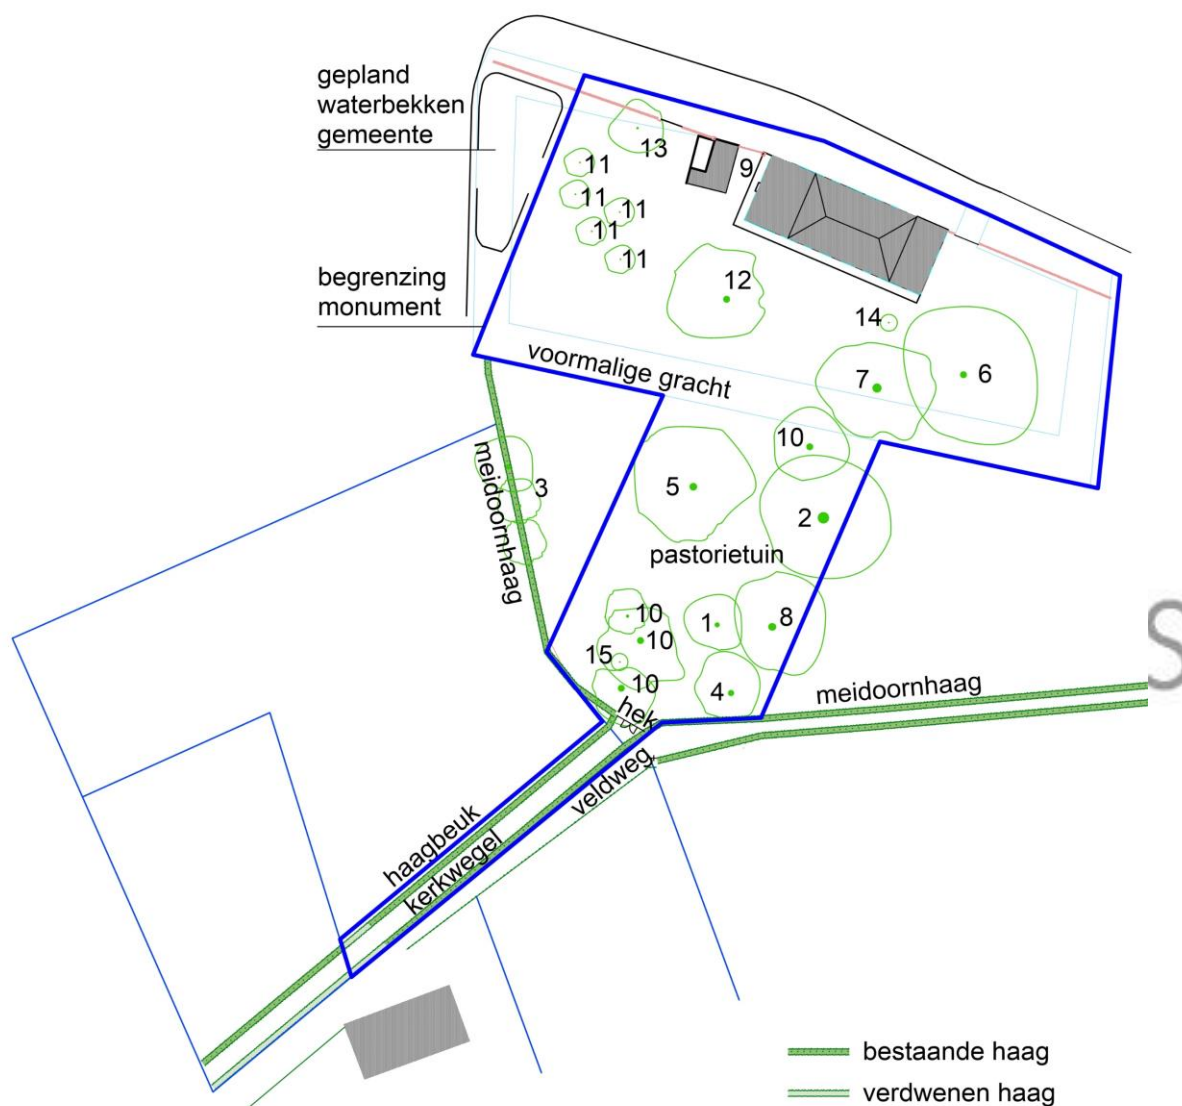 gepland
waterbekken
gemeente
13
11
11
11
11
11
9
begrenzing
monument
12
14
voormalige gracht
7
6
10
meidoornhaag
3
5
2
pastorietuin
10
10
1
8
15
10
4
hek
meidoornhaag
S
veldweg
haagbeuk
kerkwegel
bestaande haag
verdwenen haag